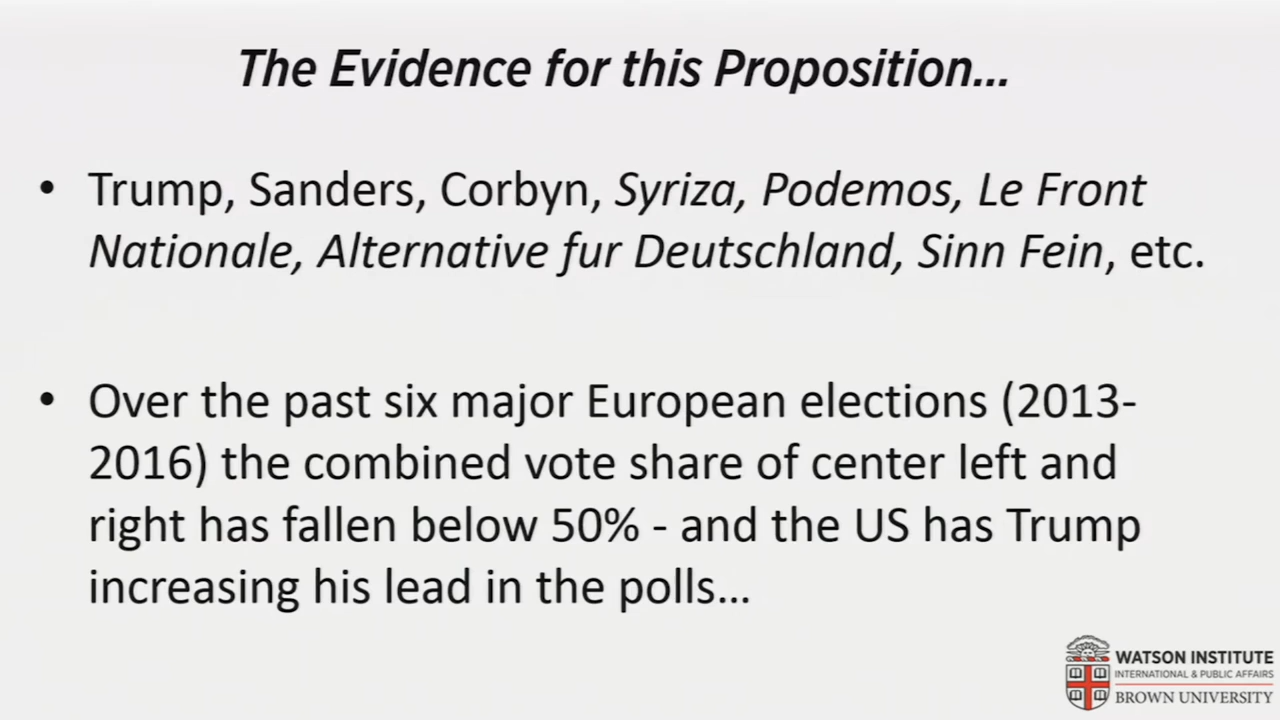 The Evidence for this Proposition...
• Trump, Sanders, Corbyn, Syriza, Podemos, Le Front
Nationale, Alternative fur Deutschland, Sinn Fein, etc.
• Over the past six major European elections (2013-
2016) the combined vote share of center left and
right has fallen below 50% - and the US has Trump
increasing his lead in the polls...
WATSON INSTITUTE
INTERNATIONAL & PUBLIC AFFAIRS
BROWN UNIVERSITY